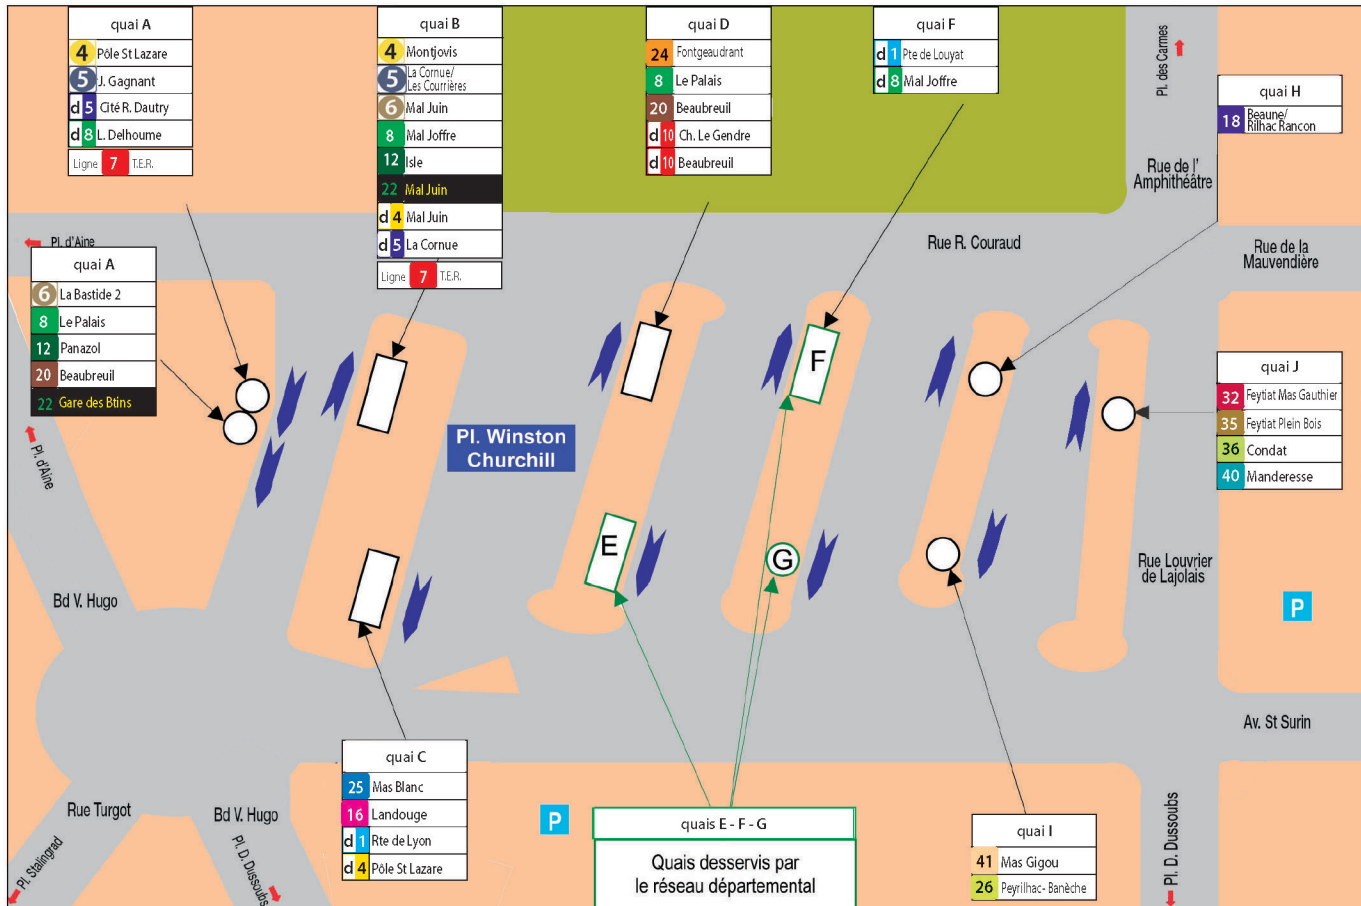 quai A
4 Pôle St Lazare
5 J. Gagnant
d 5 Cité R. Dautry
d 8 L. Delhoume
Ligne 7 T.E.R.
quai B
4 Montjovis
5 La Cornue/
Les Courrières
6 Mal Juin
8 Mal Joffre
12 Isle
22 Mal Juin
d 4 Mal Juin
d 5 La Cornue
Ligne 7 T.E.R.
quai D
24 Fontgeaudrant
8 Le Palais
20 Beaubreuil
d 10 Ch. Le Gendre
d 10 Beaubreuil
quai F
d 1 Pte de Louyat
d 8 Mal Joffre
Pl. des Carmes
quai H
18 Beaune/
Rilhac Rancon
Rue de l'
Amphithéâtre
Rue R. Couraud
Rue de la
Mauvendière
Pl. d'Aine
quai A
6 La Bastide 2
8 Le Palais
12 Panazol
20 Beaubreuil
22 Gare des Btins
Pl. d'Aine
F
Pl. Winston
Churchill
quai J
32 Feytiat Mas Gauthier
35 Feytiat Plein Bois
36 Condat
40 Manderesse
E
G
Rue Louvrier
de Lajolais
Bd V. Hugo
P
Av. St Surin
quai C
25 Mas Blanc
16 Landouge
d 1 Rte de Lyon
d 4 Pôle St Lazare
Rue Turgot
Bd V. Hugo
Pl. Stalingrad
Pl. D. Dussoubs
P
quais E - F - G
Quais desservis par
le réseau départemental
quai I
41 Mas Gigou
26 Peyrilhac- Banèche
Pl. D. Dussoubs